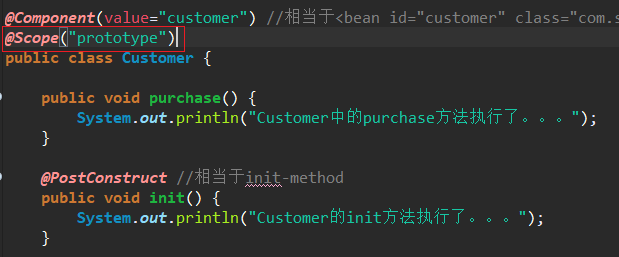 @Component(value="customer") //相当于<bean id="customer" class="com.s
@Scope("prototype")
public class Customer {
public void purchase() {
System.out.println("Customer中的purchase方法执行了。。。");
}
@PostConstruct //相当于init-method
public void init() {
System.out.println("Customer的init方法执行了。。。");
}